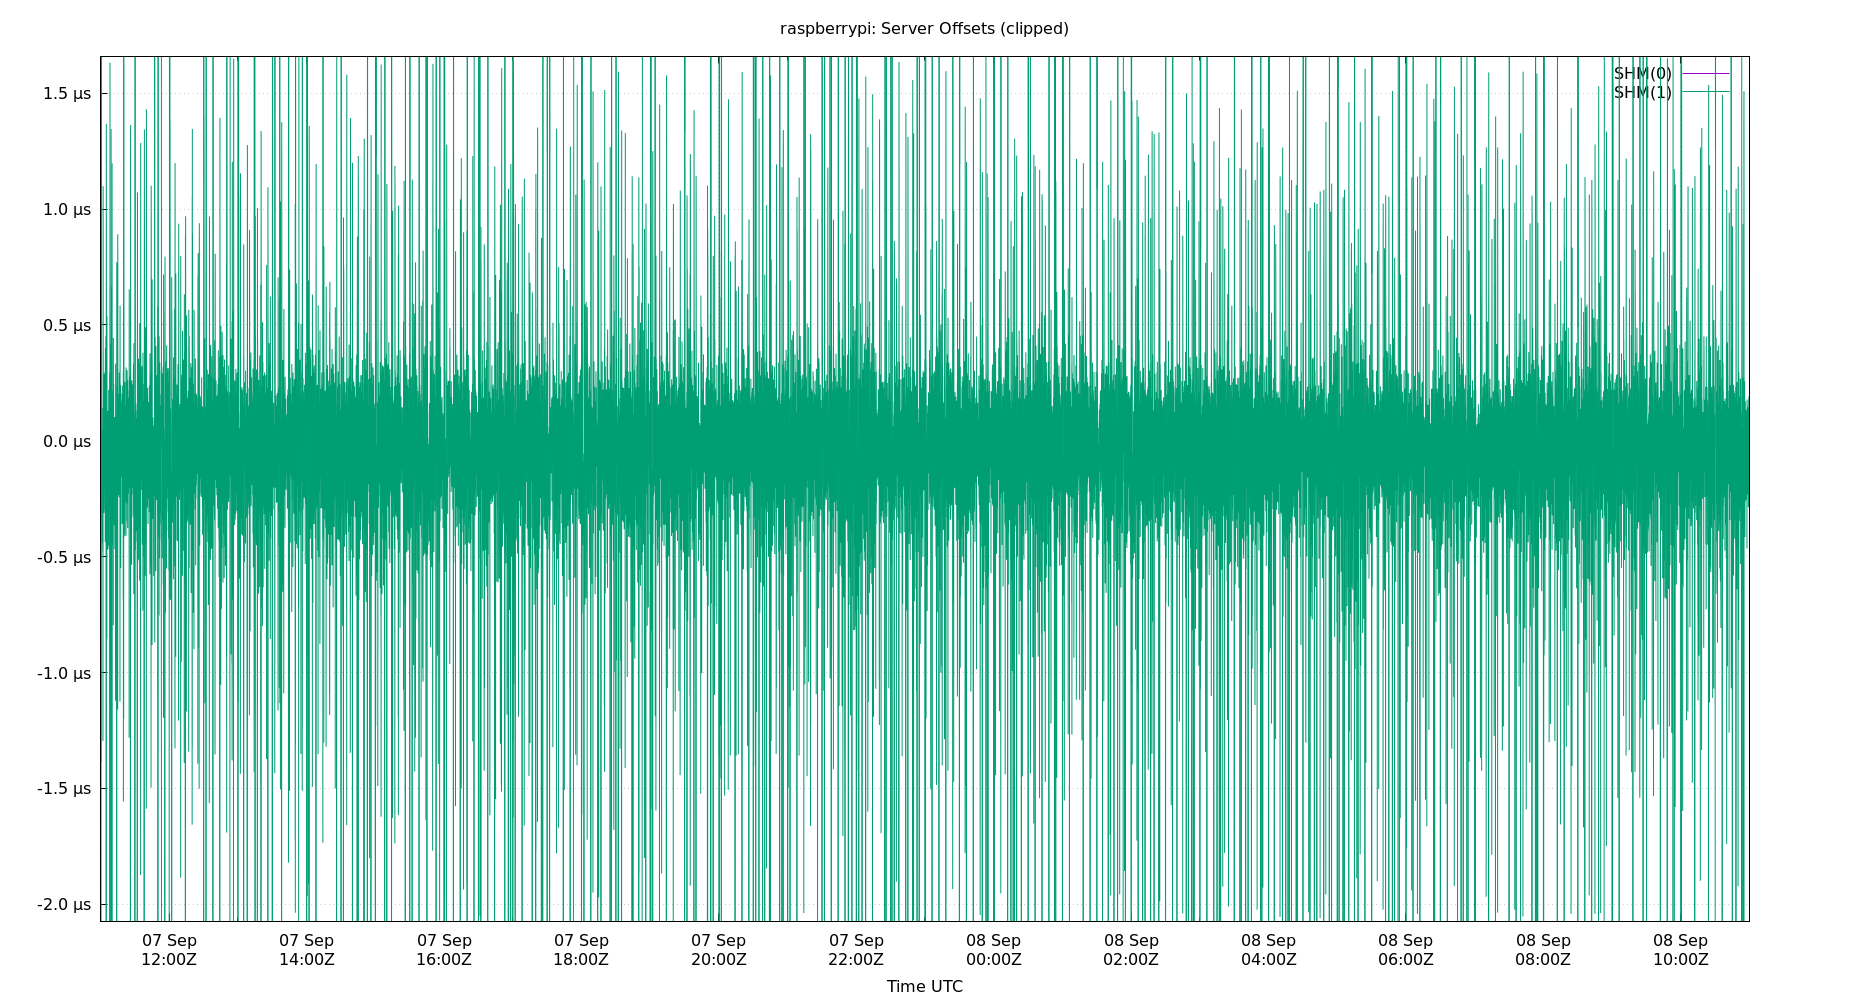 raspberrypi: Server Offsets (clipped)
SHM(0)
SHM(1)
1.5 µs
1.0 µs
0.5 µs
0.0 µs
-0.5 µs
-1.0 µs
-1.5 µs
-2.0 µs
07 Sep 07 Sep 07 Sep 07 Sep 07 Sep 07 Sep 08 Sep 08 Sep 08 Sep 08 Sep 08 Sep 08 Sep
12:00Z 14:00Z 16:00Z 18:00Z 20:00Z 22:00Z 00:00Z 02:00Z 04:00Z 06:00Z 08:00Z 10:00Z
Time UTC